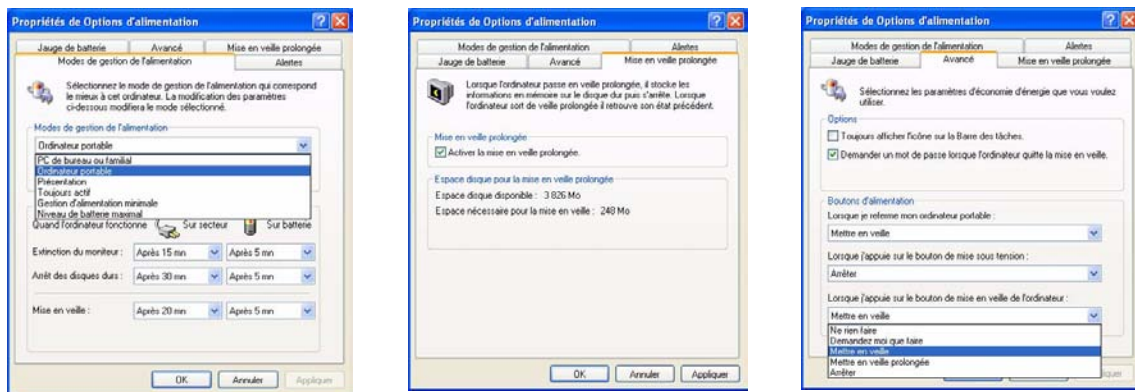 Propriétés de Options d'alimentation
Jauge de batterie
Avancé
Mise en veille prolongée
Modes de gestion de l'alimentation
Alertes
Sélectionnez le mode de gestion de l'alimentation qui correspond
le mieux à cet ordinateur. La modification des paramètres
ci-dessous modifiera le mode sélectionné.
Modes de gestion de l'alimentation
Ordinateur portable
PC de bureau ou familial
Ordinateur portable
Présentation
Toujours actif
Gestion d'alimentation minimale
Niveau de batterie maximal
Quand l'ordinateur fonctionne
Sur secteur
Sur batterie
Extinction du moniteur :
Après 15 mn
Après 5 mn
Arrêt des disques durs :
Après 30 mn
Après 5 mn
Mise en veille :
Après 20 mn
Après 5 mn
OK
Annuler
Appliquer
Propriétés de Options d'alimentation
Modes de gestion de l'alimentation
Alertes
Jauge de batterie
Avancé
Mise en veille prolongée
Lorsque l'ordinateur passe en veille prolongée, il stocke les
informations en mémoire sur le disque dur puis s'arrête. Lorsque
l'ordinateur sort de veille prolongée il retrouve son état précédent.
Mise en veille prolongée
Activer la mise en veille prolongée.
Espace disque pour la mise en veille prolongée
Espace disque disponible : 3 826 Mo
Espace nécessaire pour la mise en veille : 248 Mo
OK
Annuler
Appliquer
Propriétés de Options d'alimentation
Modes de gestion de l'alimentation
Alertes
Jauge de batterie
Avancé
Mise en veille prolongée
Sélectionnez les paramètres d'économie d'énergie que vous voulez
utiliser.
Options
Toujours afficher l'icône sur la Barre des tâches.
Demander un mot de passe lorsque l'ordinateur quitte la mise en veille.
Boutons d'alimentation
Lorsque je referme mon ordinateur portable :
Mettre en veille
Lorsque j'appuie sur le bouton de mise sous tension :
Arrêter
Lorsque j'appuie sur le bouton de mise en veille de l'ordinateur :
Mettre en veille
Ne rien faire
Demandez moi que faire
Mettre en veille
Mettre en veille prolongée
Arrêter